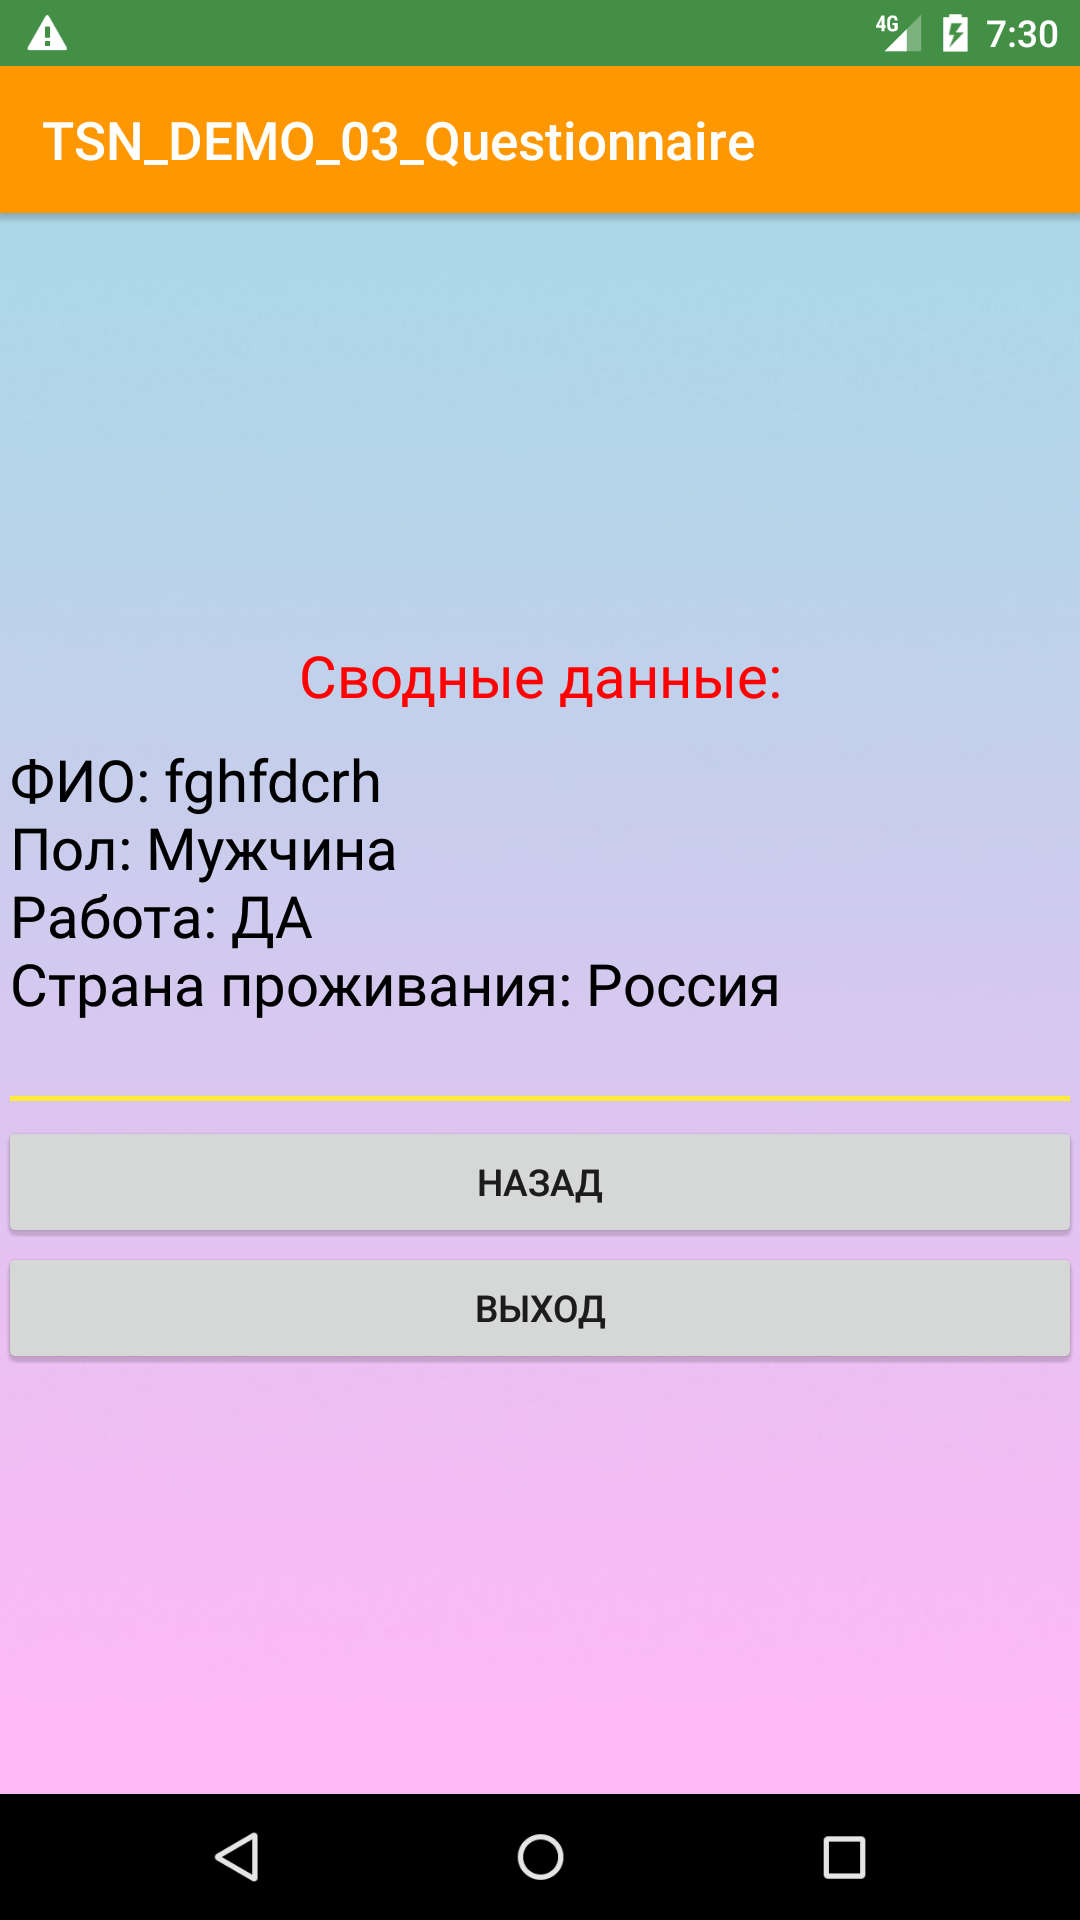 4G 7:30
TSN_DEMO_03_Questionnaire
Сводные данные:
ФИО: fghfdcrh
Пол: Мужчина
Работа: ДА
Страна проживания: Россия
НАЗАД
ВЫХОД